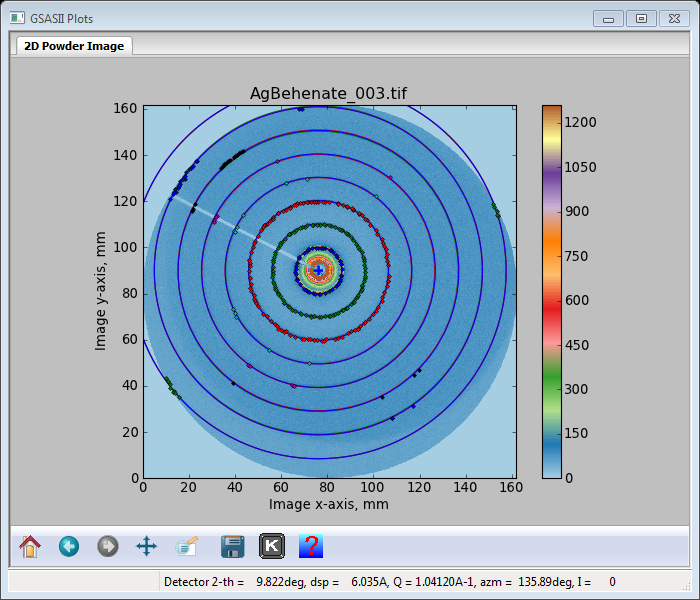 GSASII Plots
2D Powder Image
AgBehenate_003.tif
160
140
120
100
80
60
40
20
0
Image y-axis, mm
0 20 40 60 80 100 120 140 160
Image x-axis, mm
1200
1050
900
750
600
450
300
150
0
K
?
Detector 2-th = 9.822deg, dsp = 6.035A, Q = 1.04120A-1, azm = 135.89deg, I = 0